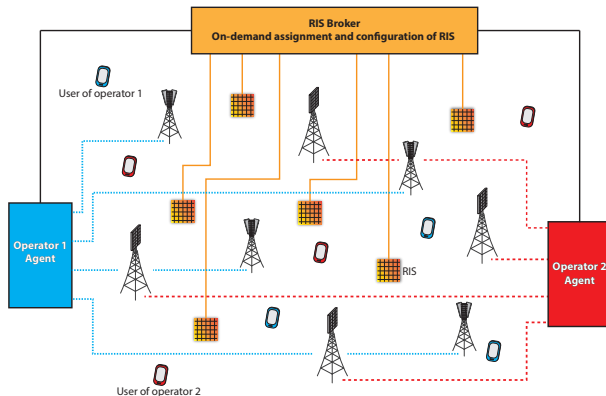 RIS Broker
On-demand assignment and configuration of RIS
User of operator 1
Operator 1
Agent
RIS
Operator 2
Agent
User of operator 2